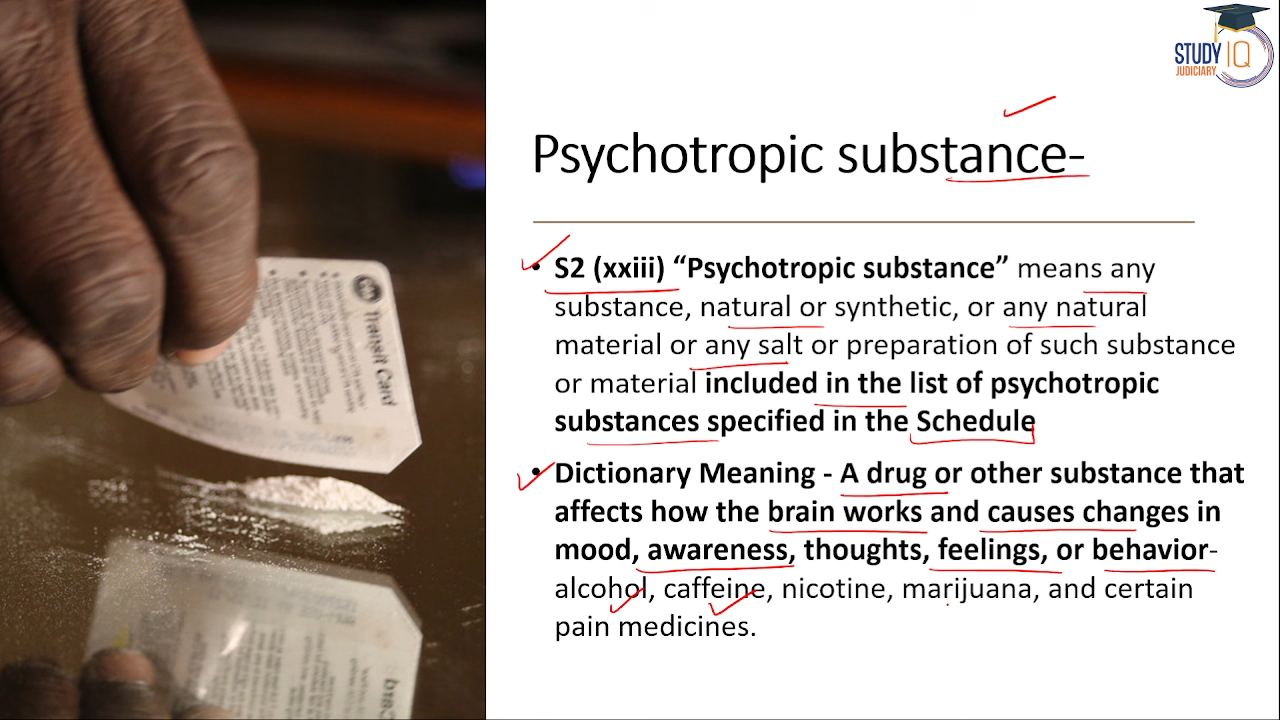 STUDY IQ
JUDICIARY
Psychotropic substance-
• S2 (xxiii) “Psychotropic substance” means any
substance, natural or synthetic, or any natural
material or any salt or preparation of such substance
or material included in the list of psychotropic
substances specified in the Schedule
• Dictionary Meaning - A drug or other substance that
affects how the brain works and causes changes in
mood, awareness, thoughts, feelings, or behavior-
alcohol, caffeine, nicotine, marijuana, and certain
pain medicines.
Transit Card